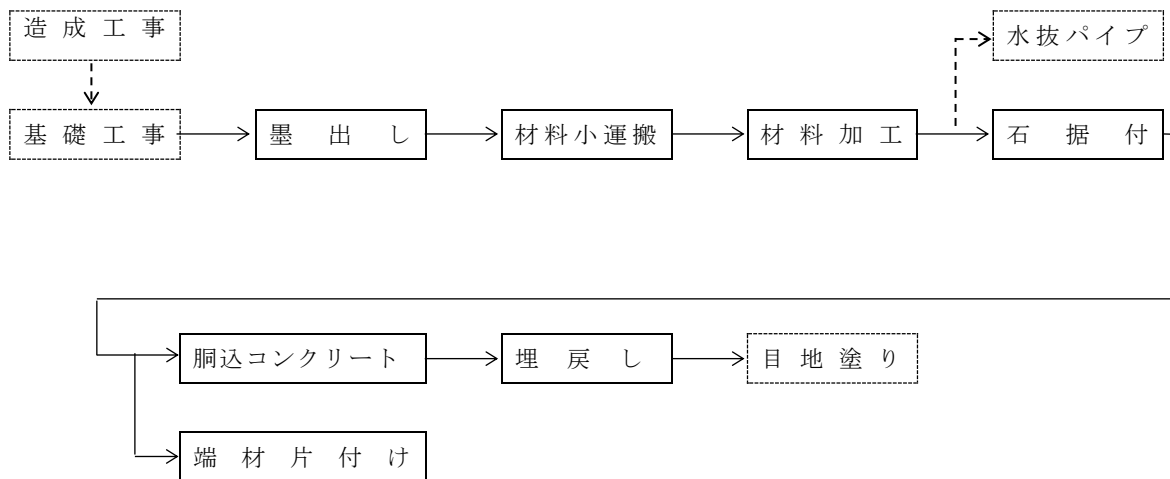 造成工事
水抜パイプ
基礎工事
墨出し
材料小運搬
材料加工
石据付
胴込コンクリート
埋戻し
目地塗り
端材片付け